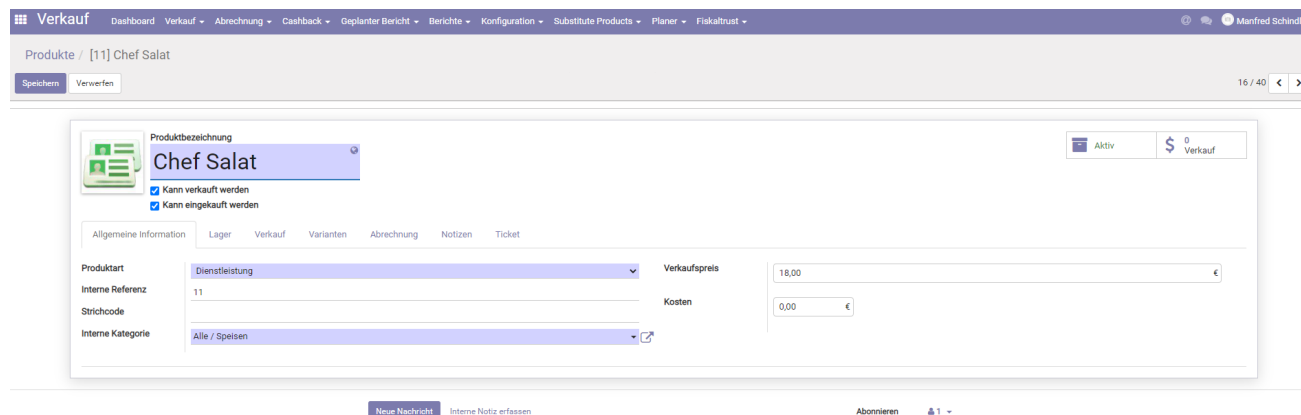 Verkauf Dashboard Verkauf Abrechnung Cashback Geplanter Bericht Berichte Konfiguration Substitute Products Planer Fiskaltrust @ Manfred Schindl
Produkte / [11] Chef Salat
Speichern Verwerfen 16 / 40
Produktbezeichnung
Chef Salat
Aktiv
$ 0 Verkauf
Kann verkauft werden
Kann eingekauft werden
Allgemeine Information Lager Verkauf Varianten Abrechnung Notizen Ticket
Produktart Dienstleistung Verkaufspreis 18,00 €
Interne Referenz 11
Kosten 0,00 €
Strichcode
Interne Kategorie Alle / Speisen
Neue Nachricht Interne Notiz erfassen Abonnieren 1